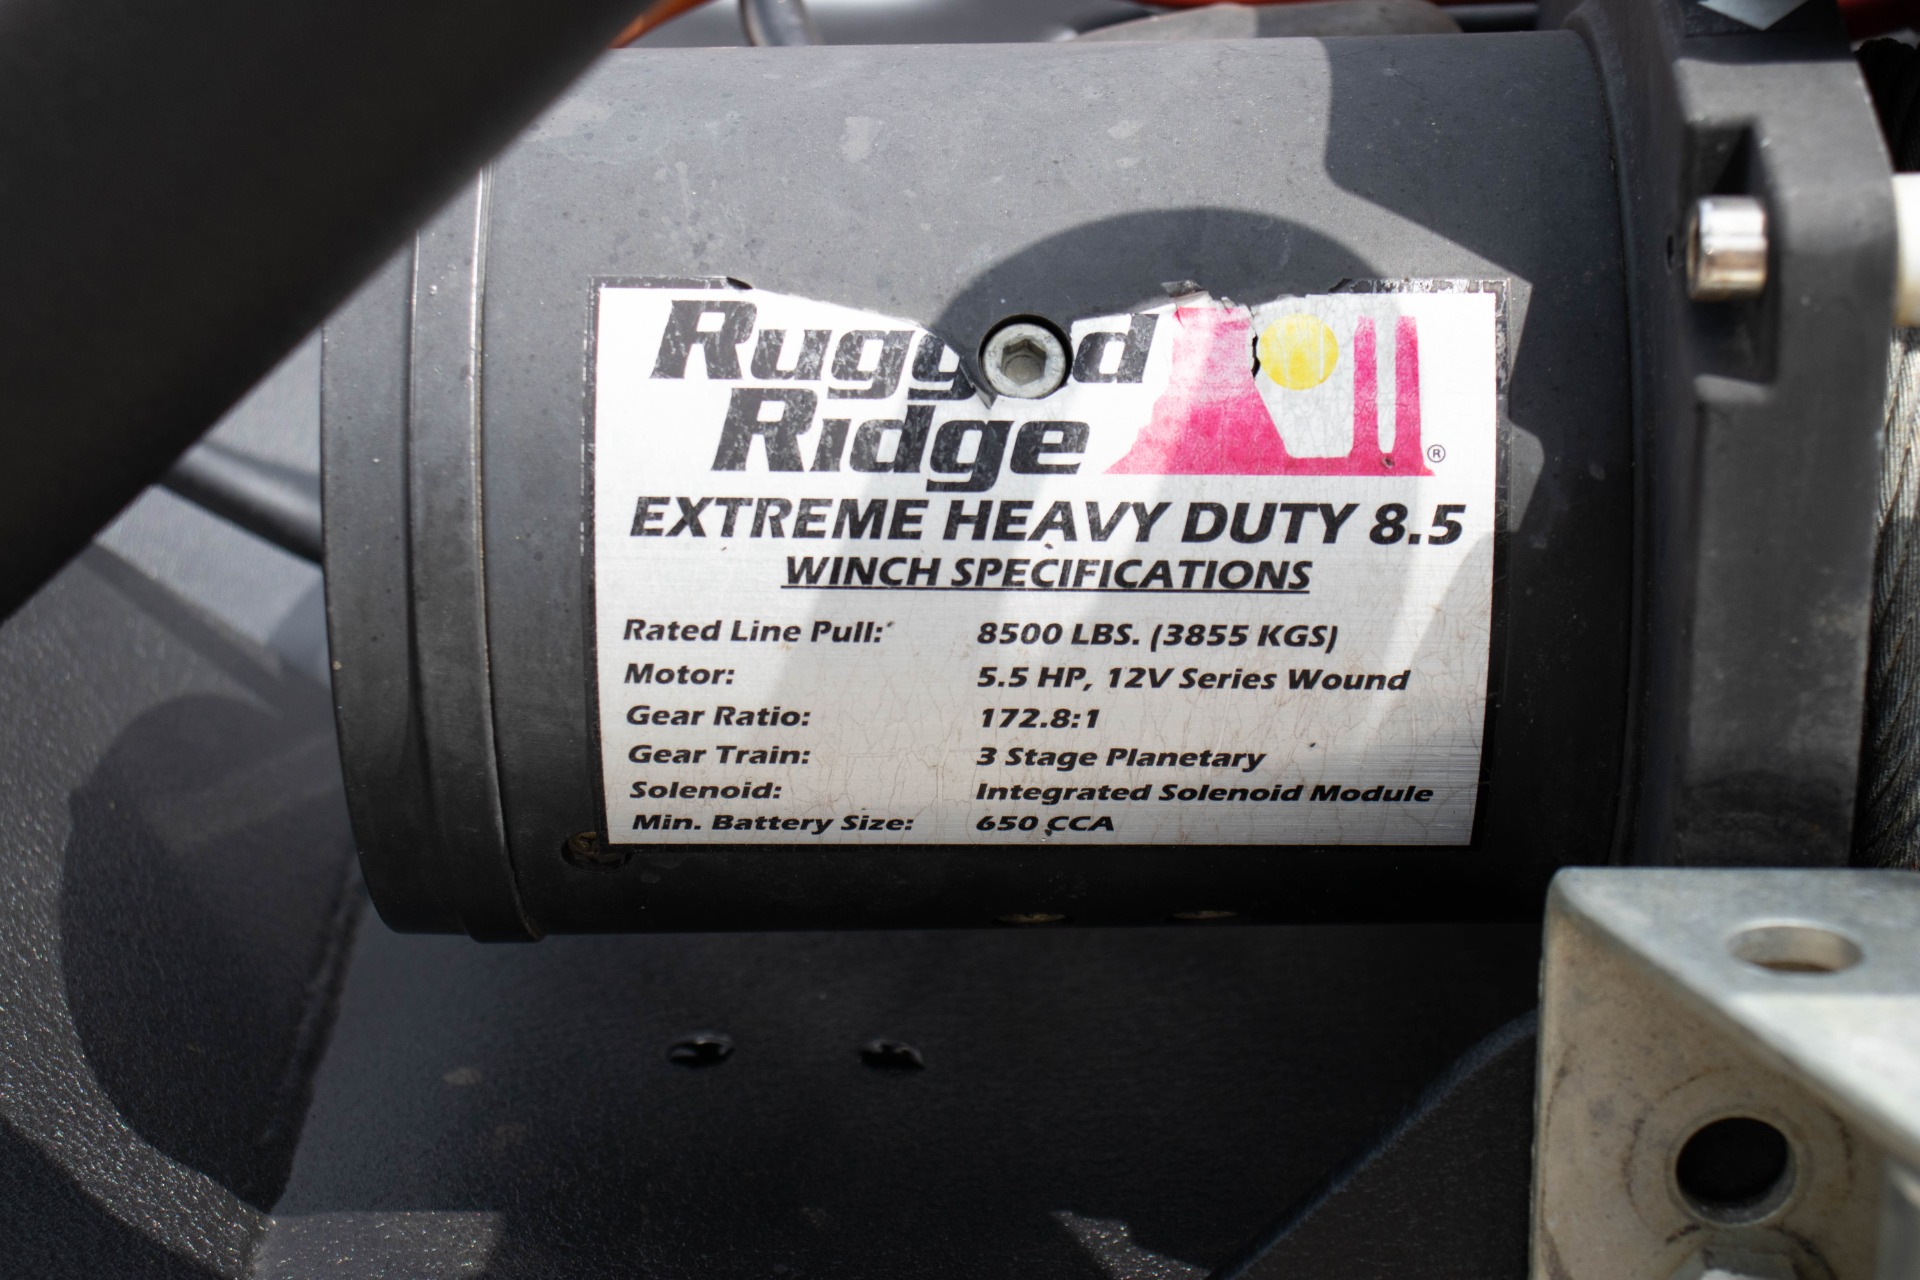 Rugged
Ridge
®
EXTREME HEAVY DUTY 8.5
WINCH SPECIFICATIONS
Rated Line Pull: 8500 LBS. (3855 KGS)
Motor: 5.5 HP, 12V Series Wound
Gear Ratio: 172.8:1
Gear Train: 3 Stage Planetary
Solenoid: Integrated Solenoid Module
Min. Battery Size: 650 CCA